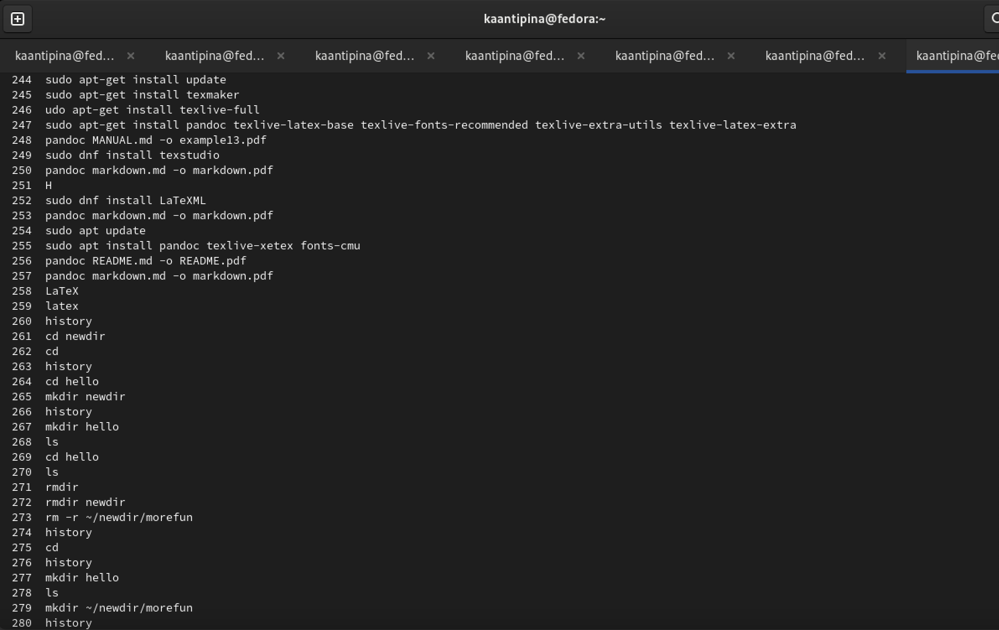 kaantipina@fedora:~
kaantipina@fed... × kaantipina@fed... × kaantipina@fed... × kaantipina@fed... × kaantipina@fed... × kaantipina@fed... × kaantipina@fed
244 sudo apt-get install update
245 sudo apt-get install texmaker
246 udo apt-get install texlive-full
247 sudo apt-get install pandoc texlive-latex-base texlive-fonts-recommended texlive-extra-utils texlive-latex-extra
248 pandoc MANUAL.md -o example13.pdf
249 sudo dnf install texstudio
250 pandoc markdown.md -o markdown.pdf
251 H
252 sudo dnf install LaTeXML
253 pandoc markdown.md -o markdown.pdf
254 sudo apt update
255 sudo apt install pandoc texlive-xetex fonts-cmu
256 pandoc README.md -o README.pdf
257 pandoc markdown.md -o markdown.pdf
258 LaTeX
259 latex
260 history
261 cd newdir
262 cd
263 history
264 cd hello
265 mkdir newdir
266 history
267 mkdir hello
268 ls
269 cd hello
270 ls
271 rmdir
272 rmdir newdir
273 rm -r ~/newdir/morefun
274 history
275 cd
276 history
277 mkdir hello
278 ls
279 mkdir ~/newdir/morefun
280 history